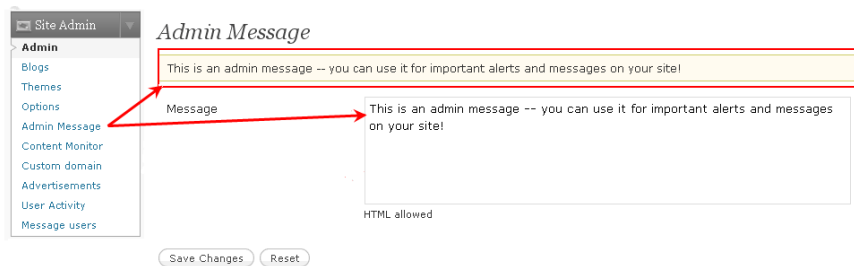 Site Admin
Admin
Blogs
Themes
Options
Admin Message
Content Monitor
Custom domain
Advertisements
User Activity
Message users
Admin Message
This is an admin message -- you can use it for important alerts and messages on your site!
Message
This is an admin message -- you can use it for important alerts and messages
on your site!
HTML allowed
Save Changes
Reset